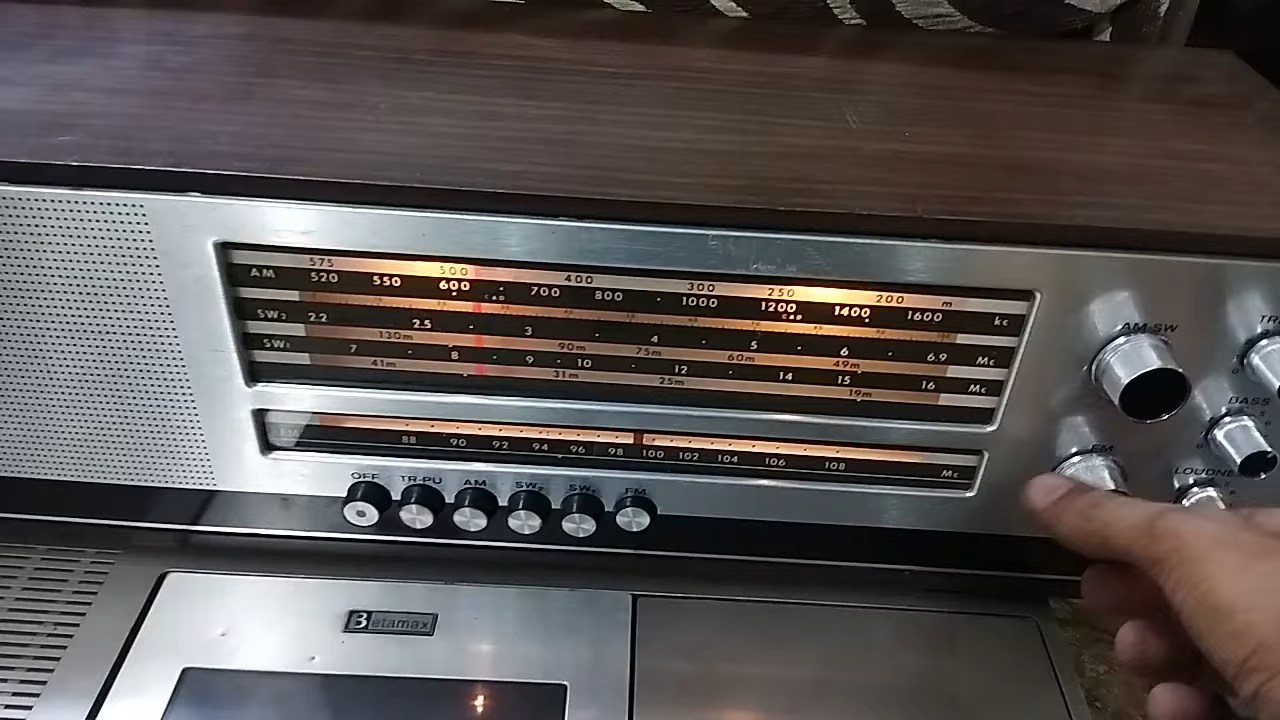 575 500 400 300 250 200 m
AM 520 550 600 700 800 1000 1200 1400 1600 kc
CAD CAD
SW2 2.2 2.5 3 4 5 6 6.9 Mc
130m 90m 75m 60m 49m
SW1 7 8 9 10 12 14 15 16 Mc
41m 31m 25m 19m
88 90 92 94 96 98 100 102 104 106 108 Mc
AM-SW
BASS
FM
OFF TR-PU AM SW2 SW1 FM
Betamax